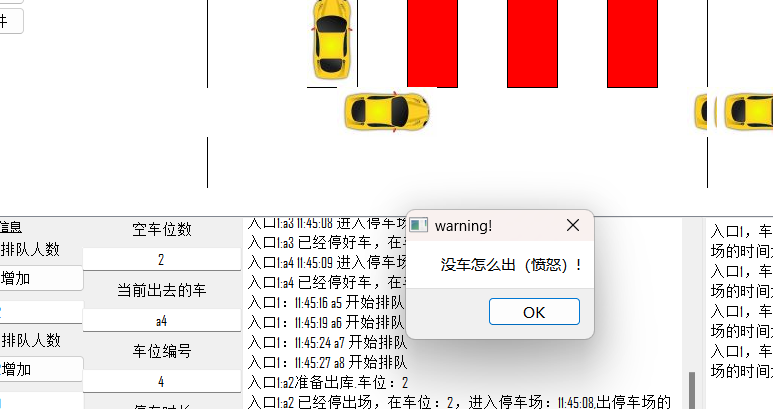 件
信息
排队人数
增加
排队人数
增加
空车位数
2
当前出去的车
a4
车位编号
4
入口1:a3 11:45:08 进入停车场
入口1:a3 已经停好车，在车
入口1:a4 11:45:09 进入停车场
入口1:a4 已经停好车，在
入口1：11:45:16 a5 开始排队
入口1：11:45:19 a6 开始排队
入口1：11:45:24 a7 开始排队
入口1：11:45:27 a8 开始排队
入口1:a2准备出库.车位：2
入口1:a2 已经停出场，在车位：2，进入停车场：11:45:08,出停车场的
warning!
没车怎么出（愤怒）!
OK
入口1，车
场的时间
入口1，车
场的时间
入口1，车
场的时间
入口1，车
场的时间